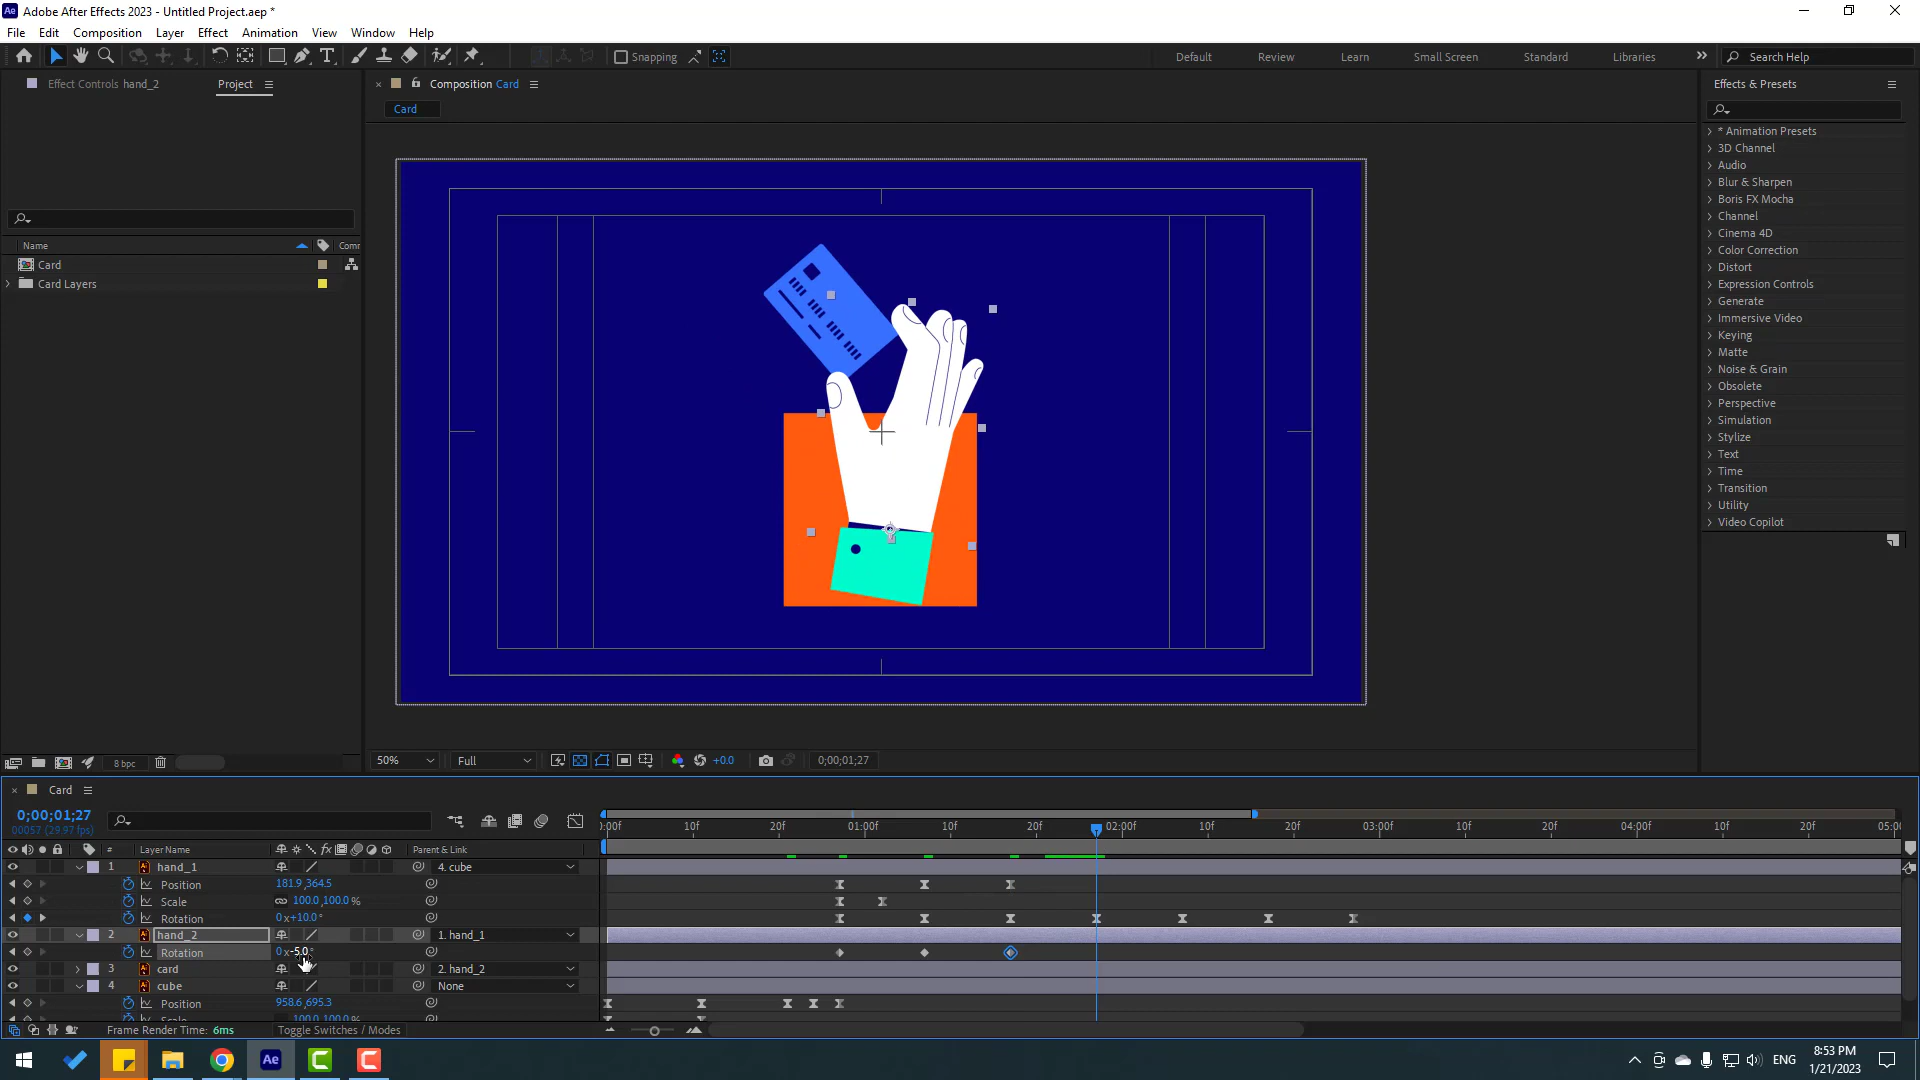 Adobe After Effects 2023 - Untitled Project.aep *
File Edit Composition Layer Effect Animation View Window Help
Snapping Default Review Learn Small Screen Standard Libraries Search Help
Effect Controls hand_2 Project
Composition Card
Effects & Presets
Card
* Animation Presets
3D Channel
Audio
Blur & Sharpen
Boris FX Mocha
Channel
Cinema 4D
Color Correction
Distort
Expression Controls
Generate
Immersive Video
Keying
Matte
Noise & Grain
Obsolete
Perspective
Simulation
Stylize
Text
Time
Transition
Utility
Video Copilot
Name Comm
Card
Card Layers
8 bpc
50% Full +0.0 0;00;01;27
Card
0;00;01;27
00057 (29.97 fps)
:00f 10f 20f 01:00f 10f 20f 02:00f 10f 20f 03:00f 10f 20f 04:00f 10f 20f 05:00
# Layer Name Parent & Link
1 hand_1 4. cube
Position 181.9,364.5
Scale 100.0,100.0%
Rotation 0x+10.0°
2 hand_2 1. hand_1
Rotation 0x-5.0°
3 card 2. hand_2
4 cube None
Position 958.6,695.3
Scale 100.0,100.0%
Frame Render Time: 6ms Toggle Switches / Modes
Ae
ENG
8:53 PM
1/21/2023